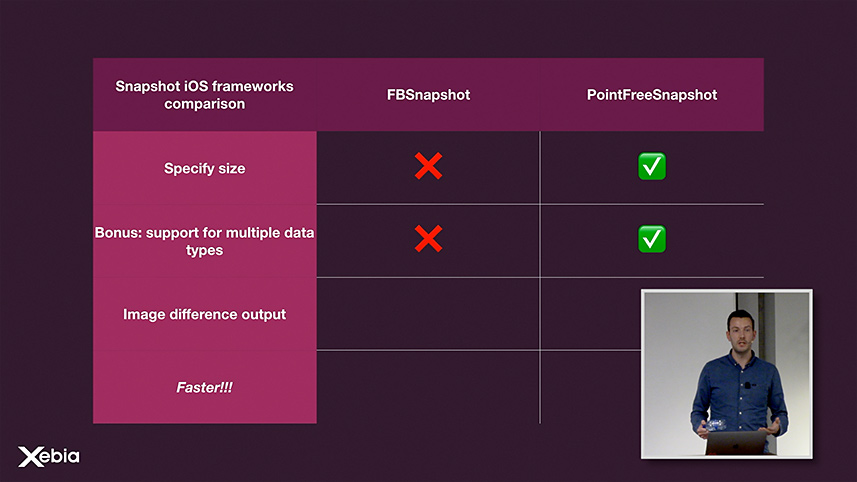 Snapshot iOS frameworks
comparison
FBSnapshot
PointFreeSnapshot
Specify size
❌
✅
Bonus: support for multiple data
types
❌
✅
Image difference output
Faster!!!
Xebia